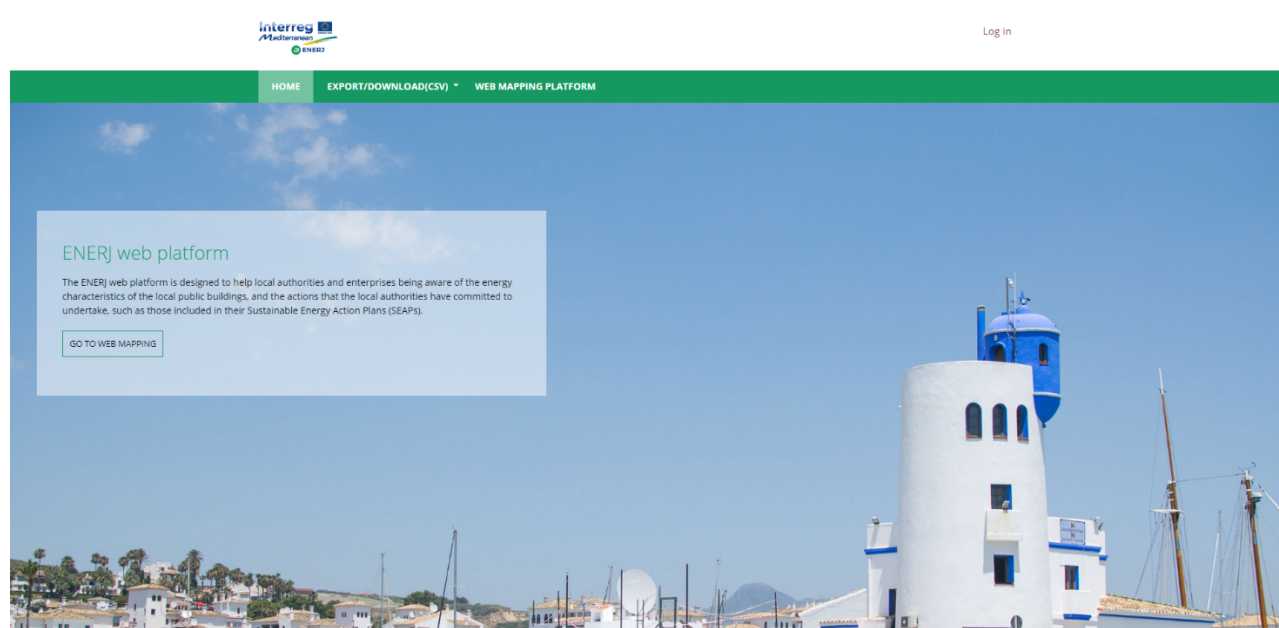 Interreg
Mediterranean
ENERJ
Log in
HOME EXPORT/DOWNLOAD(CSV) WEB MAPPING PLATFORM
ENERJ web platform
The ENERJ web platform is designed to help local authorities and enterprises being aware of the energy
characteristics of the local public buildings, and the actions that the local authorities have committed to
undertake, such as those included in their Sustainable Energy Action Plans (SEAPs).
GO TO WEB MAPPING